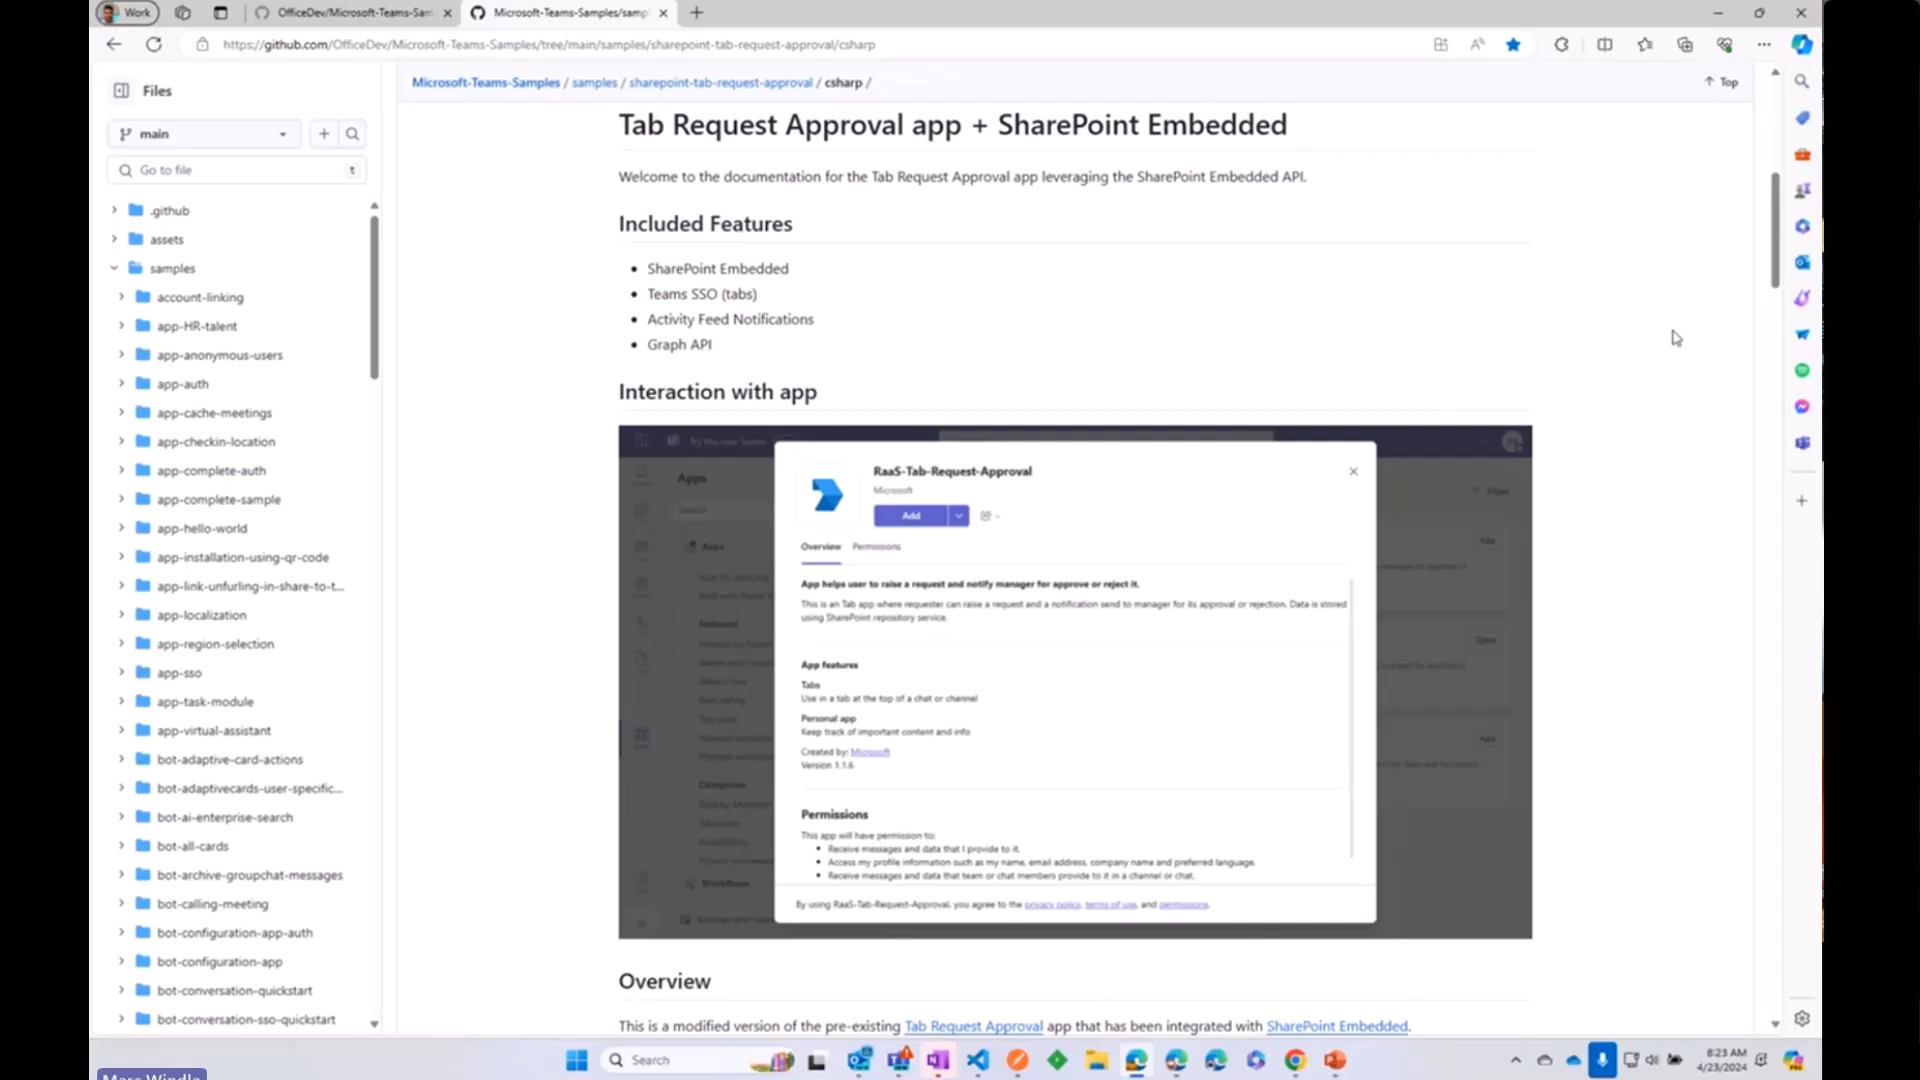 Work
OfficeDev/Microsoft-Teams-Sam
Microsoft-Teams-Samples/samp
https://github.com/OfficeDev/Microsoft-Teams-Samples/tree/main/samples/sharepoint-tab-request-approval/csharp
Files
main
Go to file
t
.github
assets
samples
account-linking
app-HR-talent
app-anonymous-users
app-auth
app-cache-meetings
app-checkin-location
app-complete-auth
app-complete-sample
app-hello-world
app-installation-using-qr-code
app-link-unfurling-in-share-to-t...
app-localization
app-region-selection
app-sso
app-task-module
app-virtual-assistant
bot-adaptive-card-actions
bot-adaptivecards-user-specific...
bot-ai-enterprise-search
bot-all-cards
bot-archive-groupchat-messages
bot-calling-meeting
bot-configuration-app-auth
bot-configuration-app
bot-conversation-quickstart
bot-conversation-sso-quickstart
Microsoft-Teams-Samples / samples / sharepoint-tab-request-approval / csharp /
Top
Tab Request Approval app + SharePoint Embedded
Welcome to the documentation for the Tab Request Approval app leveraging the SharePoint Embedded API.
Included Features
SharePoint Embedded
Teams SSO (tabs)
Activity Feed Notifications
Graph API
Interaction with app
Try the new Teams
Apps
Apps
Workflows
Filter
Add
Open
Add
RaaS-Tab-Request-Approval
Microsoft
Add
Overview
Permissions
App helps user to raise a request and notify manager for approve or reject it.
This is an Tab app where requester can raise a request and a notification send to manager for its approval or rejection. Data is stored
using SharePoint repository service.
App features
Tabs
Use in a tab at the top of a chat or channel
Personal app
Keep track of important content and info
Created by: Microsoft
Version 1.1.6
Permissions
This app will have permission to:
Receive messages and data that I provide to it.
Access my profile information such as my name, email address, company name and preferred language.
Receive messages and data that team or chat members provide to it in a channel or chat.
By using RaaS-Tab-Request-Approval, you agree to the privacy policy, terms of use, and permissions.
Overview
This is a modified version of the pre-existing Tab Request Approval app that has been integrated with SharePoint Embedded.
Search
8:23 AM
4/23/2024
Marc Windle